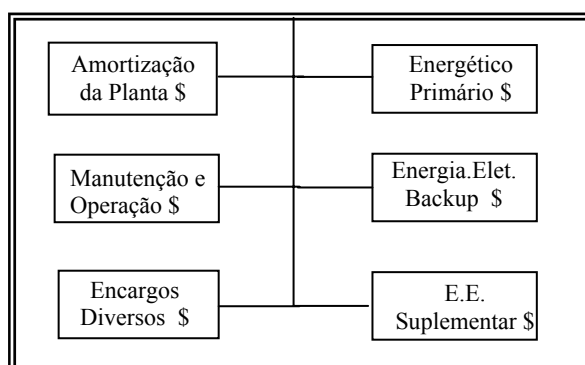 Amortização
da Planta $
Energético
Primário $
Manutenção e
Operação $
Energia.Elet.
Backup $
Encargos
Diversos $
E.E.
Suplementar $